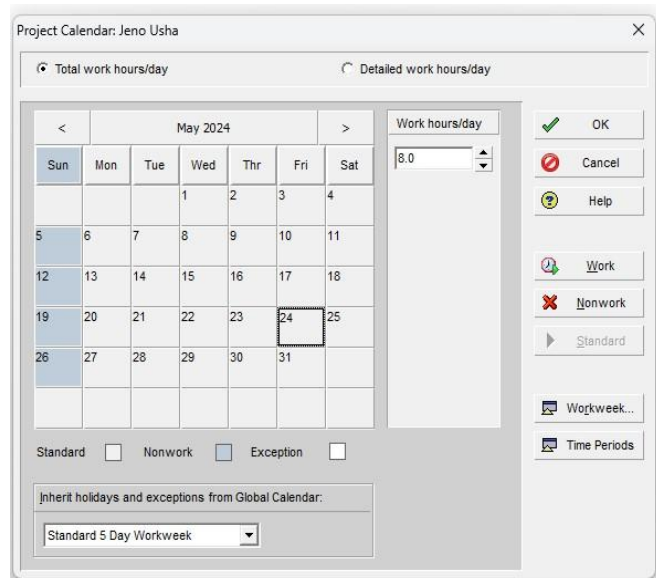 Project Calendar: Jeno Usha
Total work hours/day Detailed work hours/day
< May 2024 >
Sun Mon Tue Wed Thr Fri Sat
1 2 3 4
5 6 7 8 9 10 11
12 13 14 15 16 17 18
19 20 21 22 23 24 25
26 27 28 29 30 31
Standard Nonwork Exception
Inherit holidays and exceptions from Global Calendar:
Standard 5 Day Workweek
Work hours/day
8.0
OK
Cancel
Help
Work
Nonwork
Standard
Workweek...
Time Periods